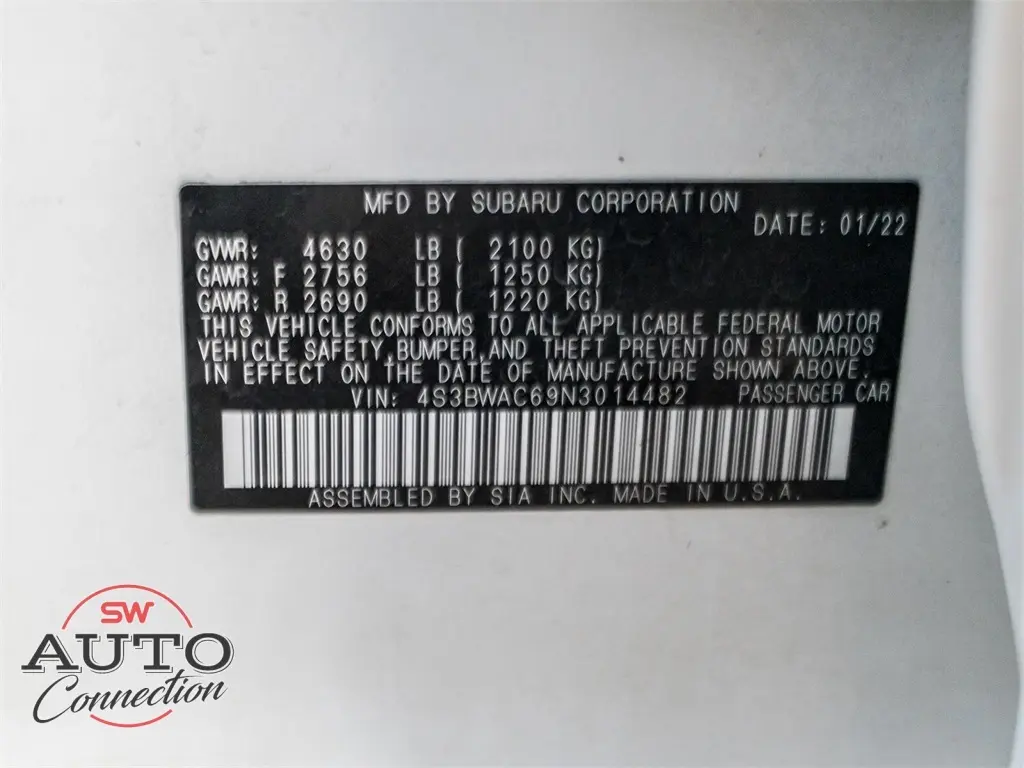 MFD BY SUBARU CORPORATION
DATE: 01/22
GVWR: 4630 LB ( 2100 KG)
GAWR: F 2756 LB ( 1250 KG)
GAWR: R 2690 LB ( 1220 KG)
THIS VEHICLE CONFORMS TO ALL APPLICABLE FEDERAL MOTOR
VEHICLE SAFETY,BUMPER,AND THEFT PREVENTION STANDARDS
IN EFFECT ON THE DATE OF MANUFACTURE SHOWN ABOVE.
VIN: 4S3BWAC69N3014482 PASSENGER CAR
ASSEMBLED BY SIA INC. MADE IN U.S.A.
SW
AUTO
Connection